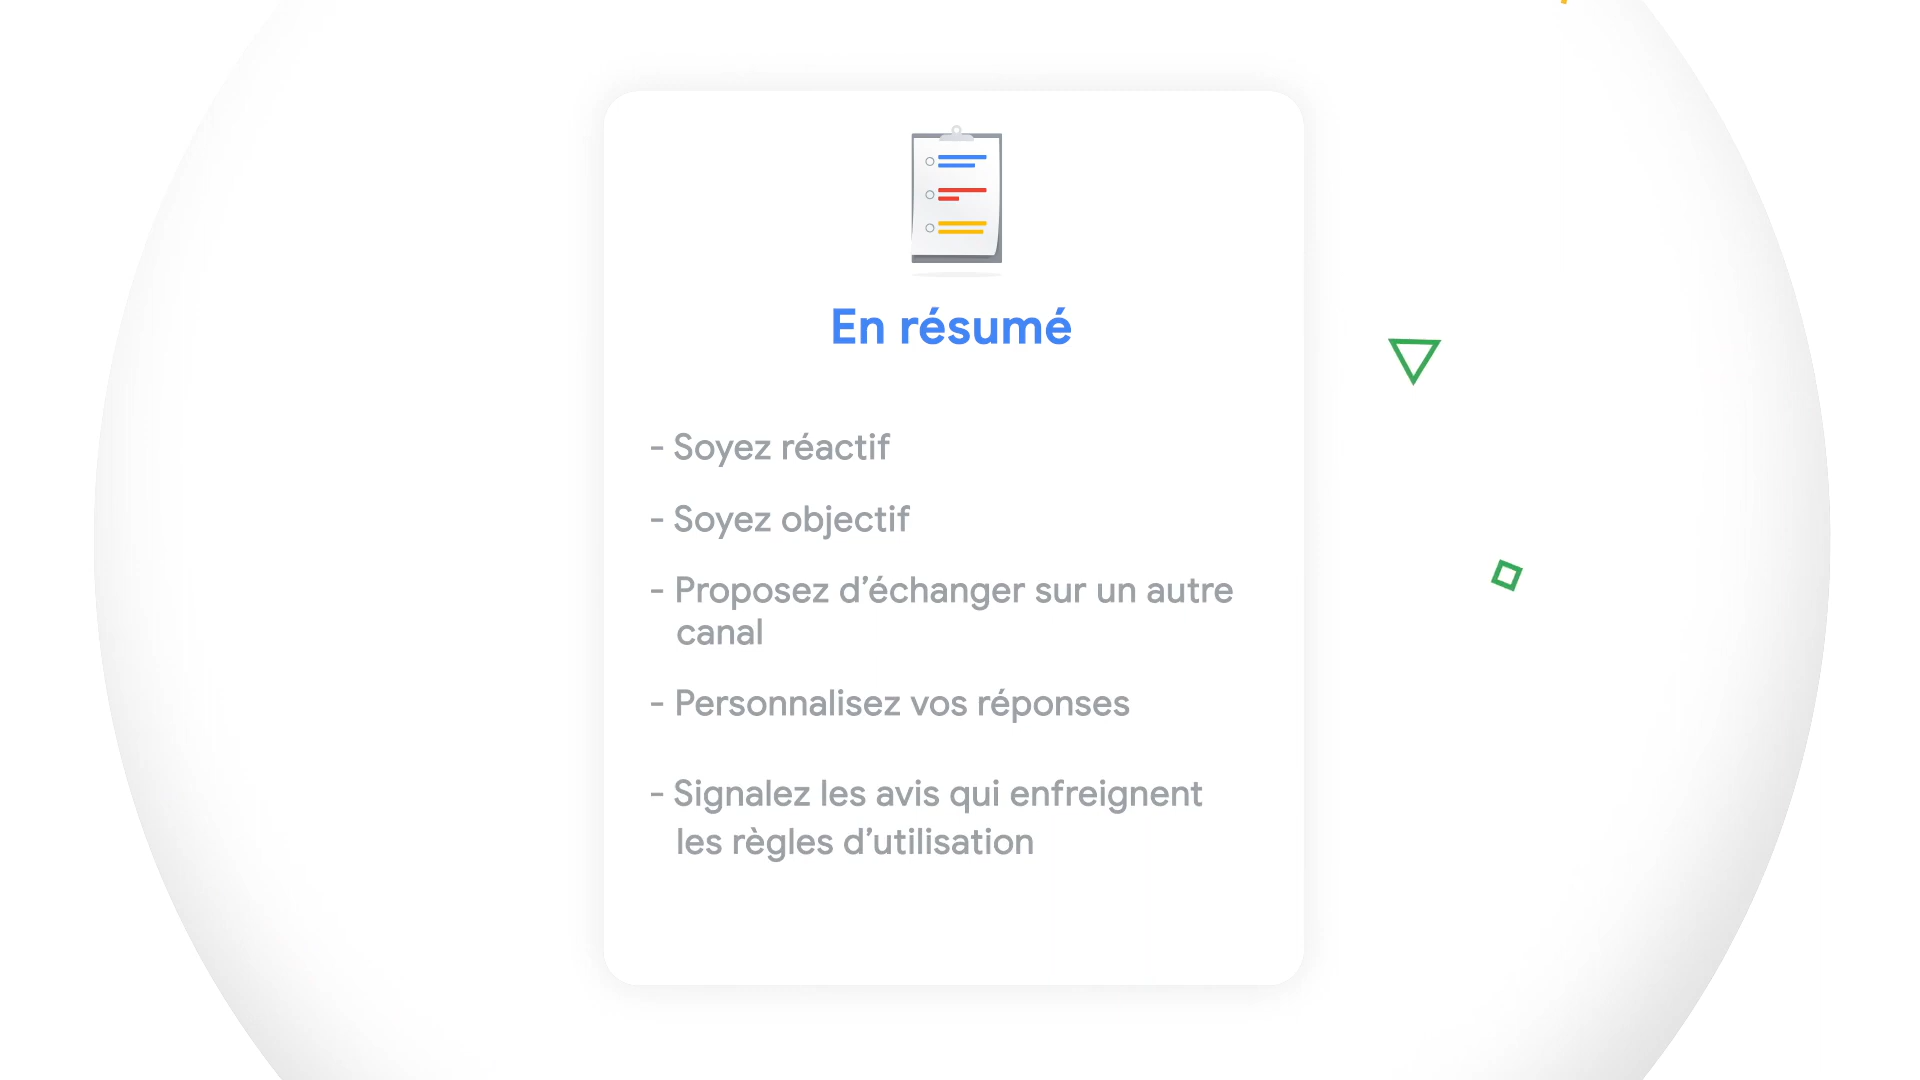 En résumé
- Soyez réactif
- Soyez objectif
- Proposez d’échanger sur un autre
canal
- Personnalisez vos réponses
- Signalez les avis qui enfreignent
les règles d’utilisation